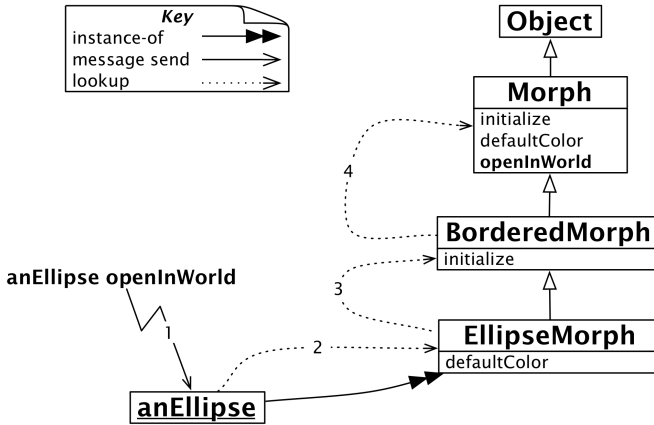 Key
instance-of
message send
lookup
Object
Morph
initialize
defaultColor
openInWorld
4
BorderedMorph
initialize
anEllipse openInWorld
3
1
EllipseMorph
2
defaultColor
anEllipse